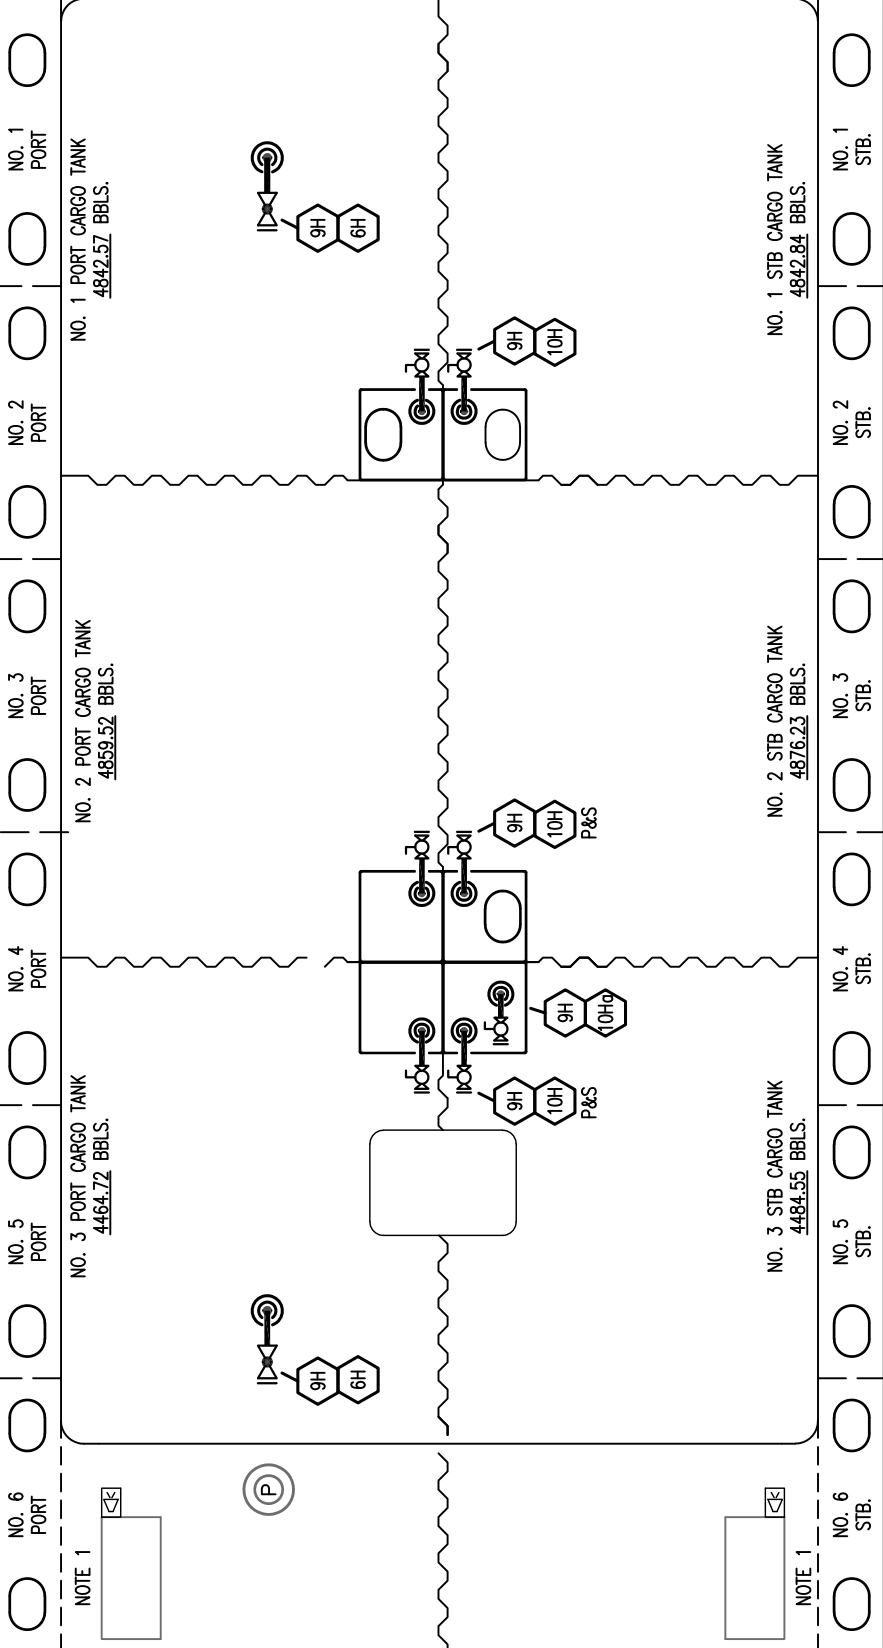 NO. 1
PORT
NO. 2
PORT
NO. 3
PORT
NO. 4
PORT
NO. 5
PORT
NO. 6
PORT
NO. 1 PORT CARGO TANK
4842.57 BBLS.
NO. 2 PORT CARGO TANK
4859.52 BBLS.
NO. 3 PORT CARGO TANK
4464.72 BBLS.
NOTE 1
9H
6H
9H
6H
P
9H
10H
9H
10H
P&S
9H
10Ha
9H
10H
P&S
NO. 1 STB CARGO TANK
4842.84 BBLS.
NO. 2 STB CARGO TANK
4876.23 BBLS.
NO. 3 STB CARGO TANK
4484.55 BBLS.
NOTE 1
NO. 1
STB.
NO. 2
STB.
NO. 3
STB.
NO. 4
STB.
NO. 5
STB.
NO. 6
STB.